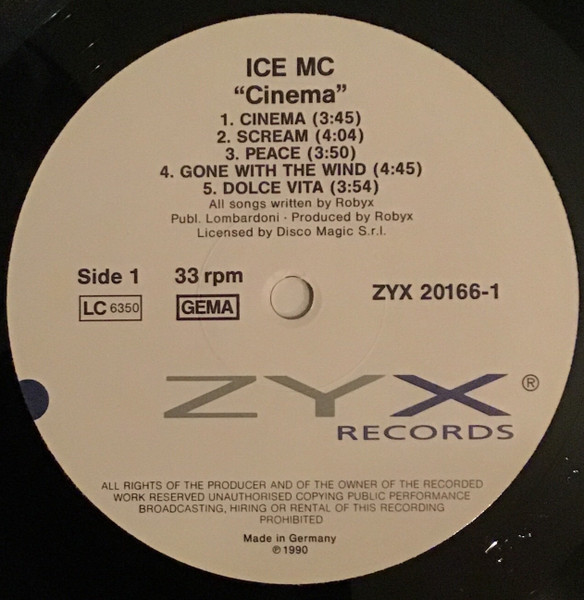 ICE MC
“Cinema”
1. CINEMA (3:45)
2. SCREAM (4:04)
3. PEACE (3:50)
4. GONE WITH THE WIND (4:45)
5. DOLCE VITA (3:54)
All songs written by Robyx
Publ. Lombardoni · Produced by Robyx
Licensed by Disco Magic S.r.l.
Side 1 33 rpm
LC 6350 GEMA ZYX 20166-1
ZYX ®
RECORDS
ALL RIGHTS OF THE PRODUCER AND OF THE OWNER OF THE RECORDED
WORK RESERVED UNAUTHORISED COPYING PUBLIC PERFORMANCE
BROADCASTING, HIRING OR RENTAL OF THIS RECORDING
PROHIBITED
Made in Germany
℗ 1990